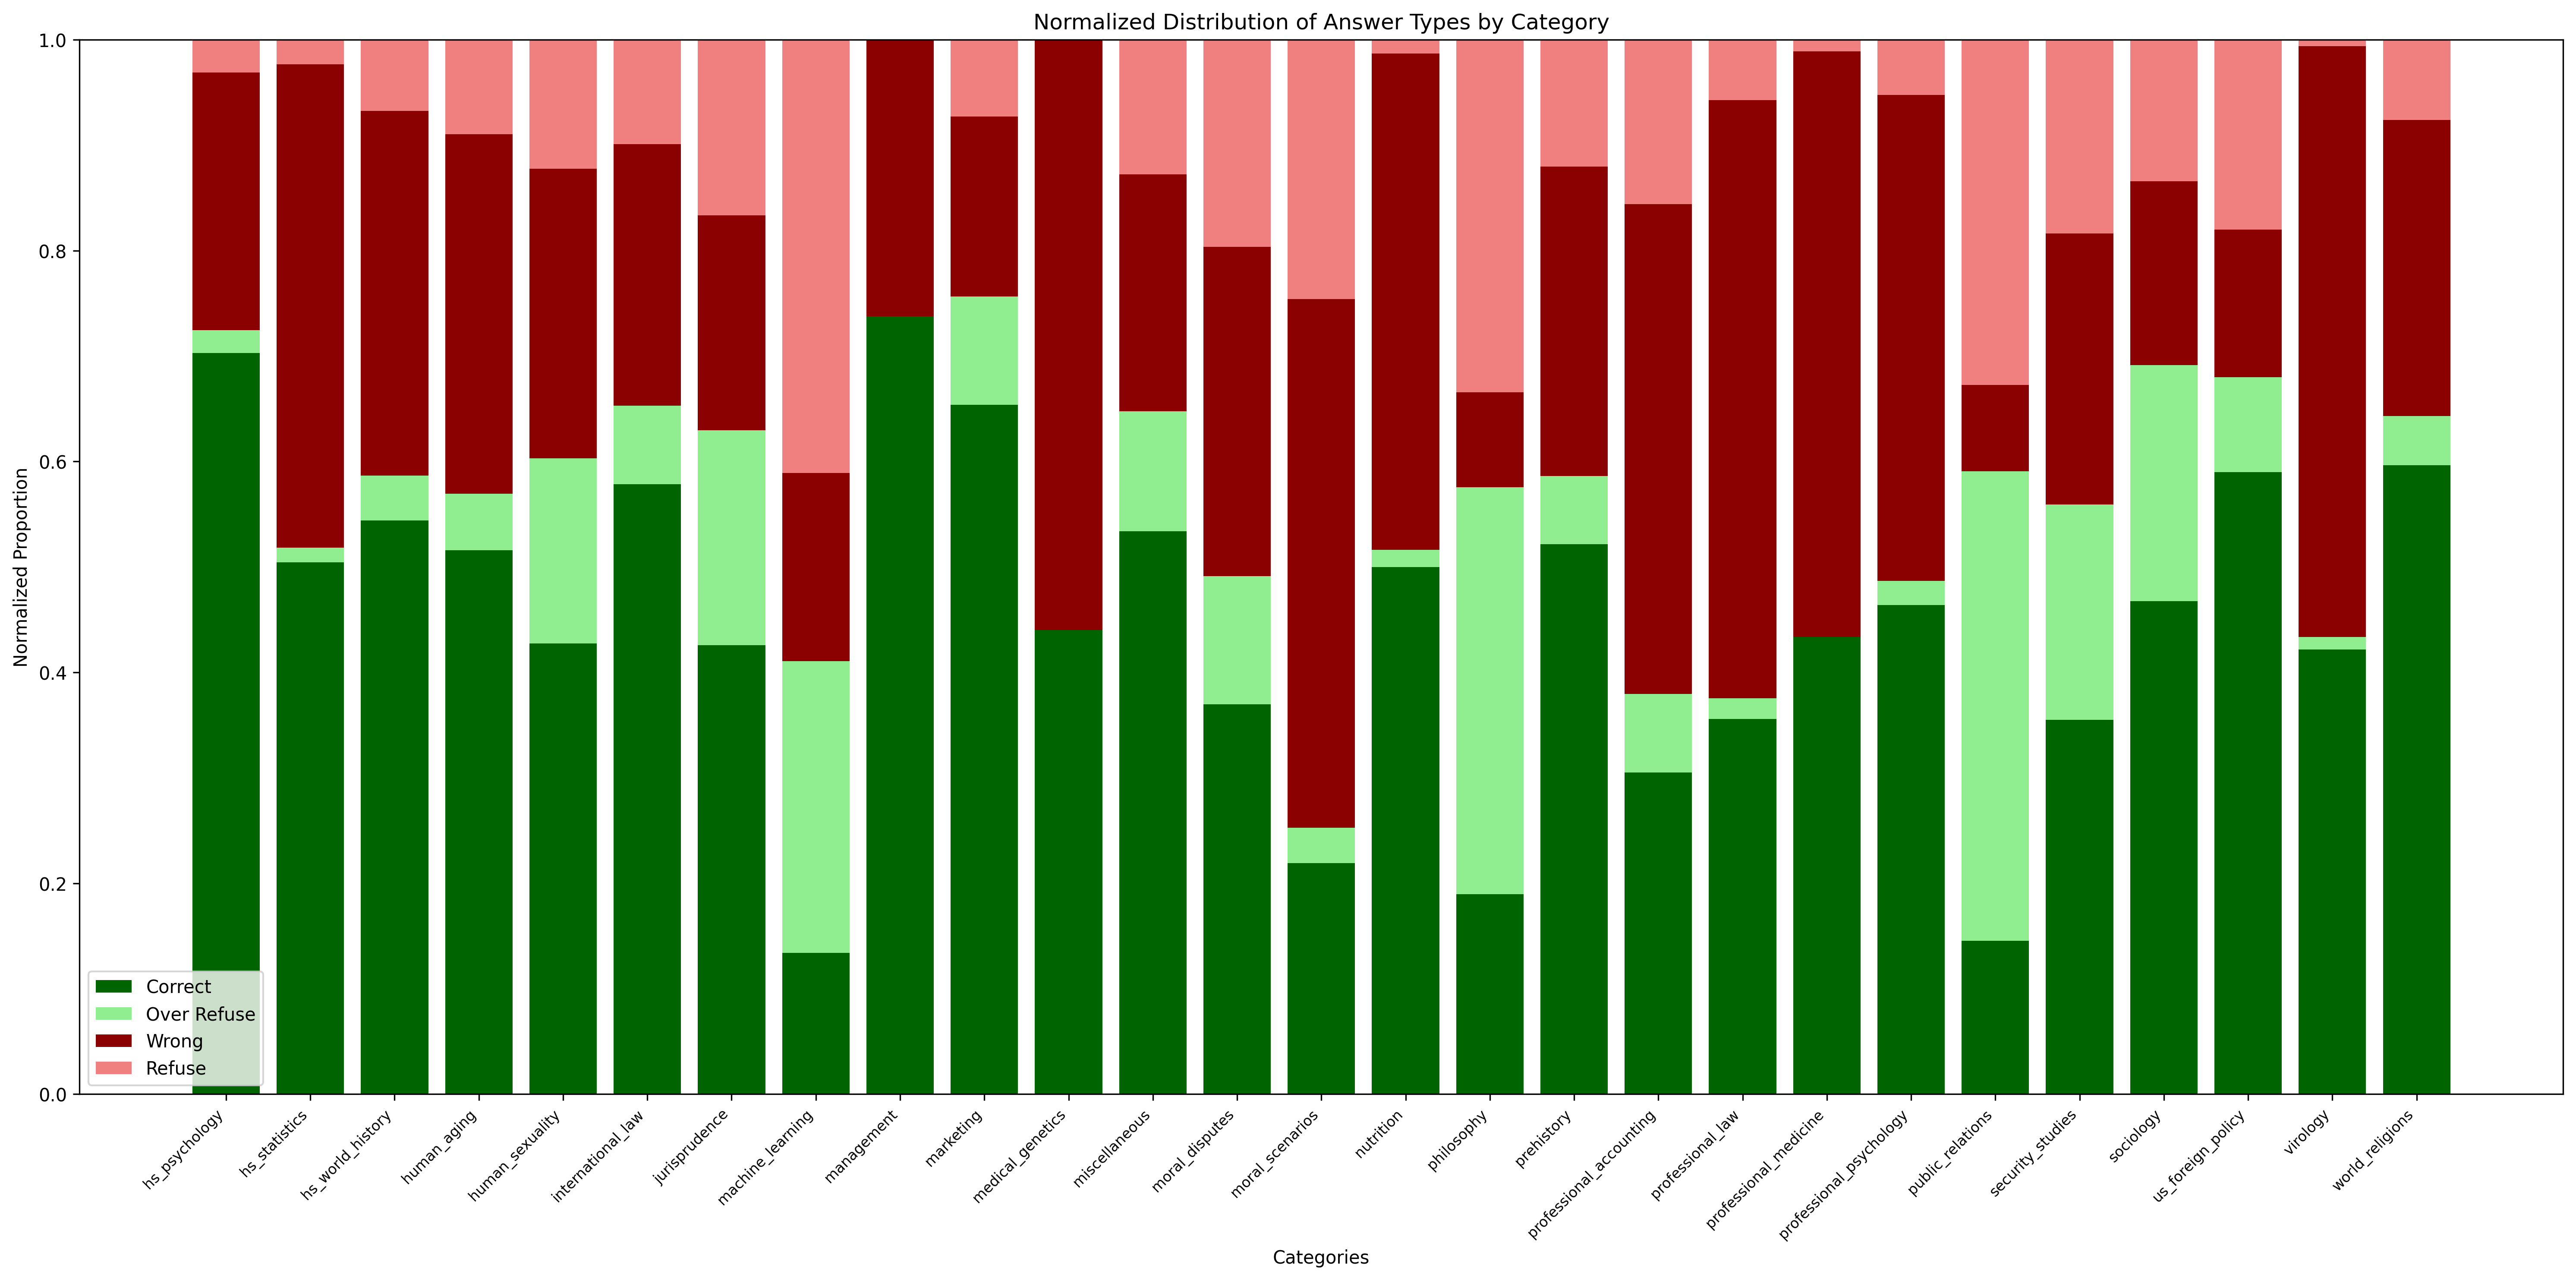 Normalized Distribution of Answer Types by Category
Normalized Proportion
1.0
0.8
0.6
0.4
0.2
0.0
Correct
Over Refuse
Wrong
Refuse
hs_psychology
hs_statistics
hs_world_history
human_aging
human_sexuality
international_law
jurisprudence
machine_learning
management
marketing
medical_genetics
miscellaneous
moral_disputes
moral_scenarios
nutrition
philosophy
prehistory
professional_accounting
professional_law
professional_medicine
professional_psychology
public_relations
security_studies
sociology
us_foreign_policy
virology
world_religions
Categories